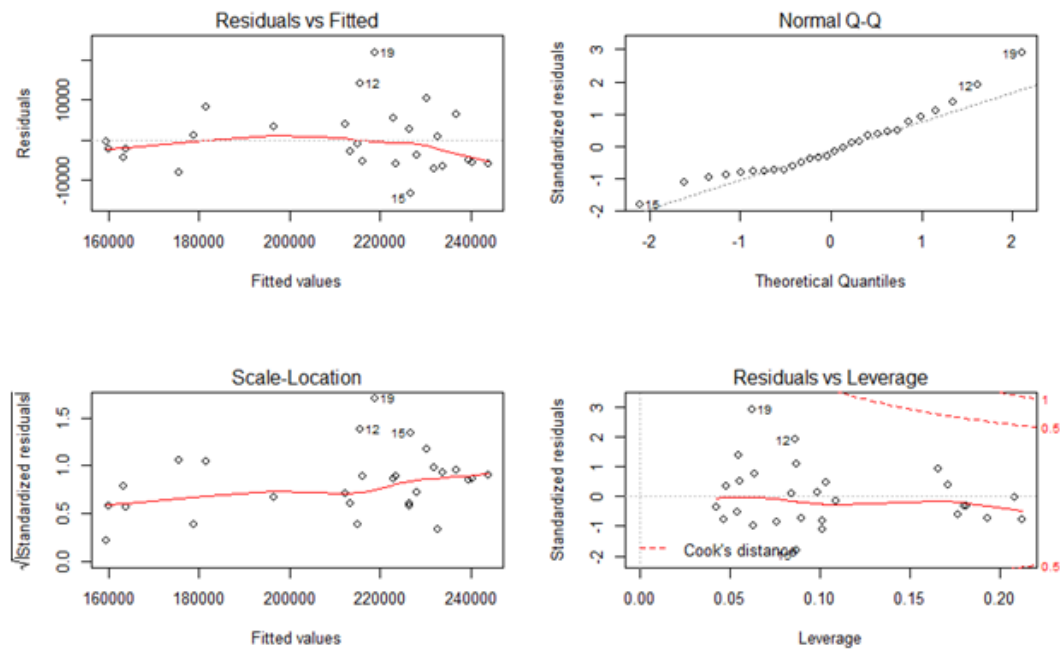 Residuals vs Fitted
Residuals
10000
-10000
19
12
15
160000 180000 200000 220000 240000
Fitted values
Normal Q-Q
Standardized residuals
3
2
1
0
-1
-2
19
12
15
-2 -1 0 1 2
Theoretical Quantiles
Scale-Location
√|Standardized residuals|
1.5
1.0
0.5
0.0
19
12
15
160000 180000 200000 220000 240000
Fitted values
Residuals vs Leverage
Standardized residuals
3
2
1
0
-1
-2
19
12
15
1
0.5
0.5
Cook's distance
0.00 0.05 0.10 0.15 0.20
Leverage